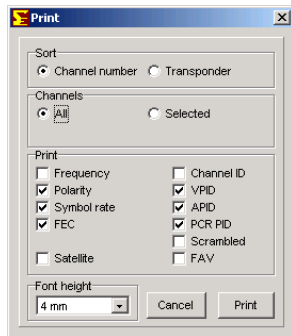 Print
Sort
Channel number Transponder
Channels
All Selected
Print
Frequency Channel ID
Polarity VPID
Symbol rate APID
FEC PCR PID
Scrambled
Satellite FAV
Font height
4 mm Cancel Print